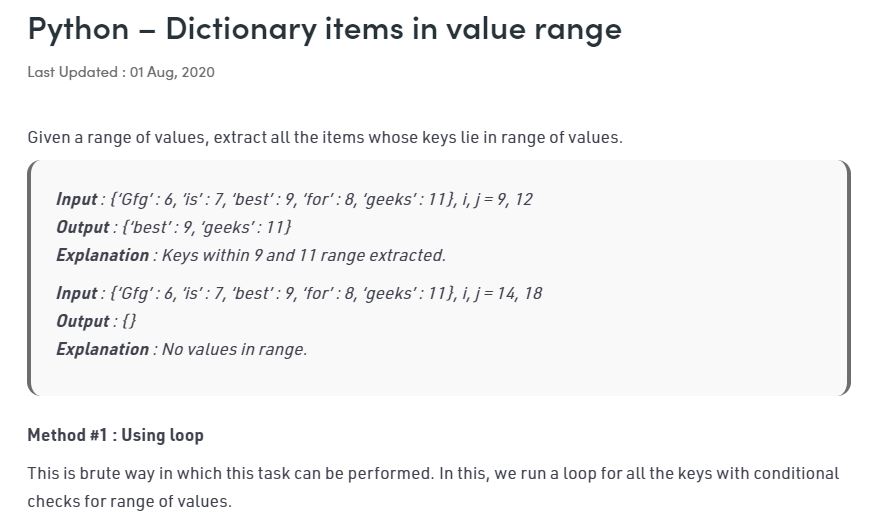 Python – Dictionary items in value range
Last Updated : 01 Aug, 2020
Given a range of values, extract all the items whose keys lie in range of values.
Input : {‘Gfg’ : 6, ‘is’ : 7, ‘best’ : 9, ‘for’ : 8, ‘geeks’ : 11}, i, j = 9, 12
Output : {‘best’ : 9, ‘geeks’ : 11}
Explanation : Keys within 9 and 11 range extracted.
Input : {‘Gfg’ : 6, ‘is’ : 7, ‘best’ : 9, ‘for’ : 8, ‘geeks’ : 11}, i, j = 14, 18
Output : {}
Explanation : No values in range.
Method #1 : Using loop
This is brute way in which this task can be performed. In this, we run a loop for all the keys with conditional
checks for range of values.